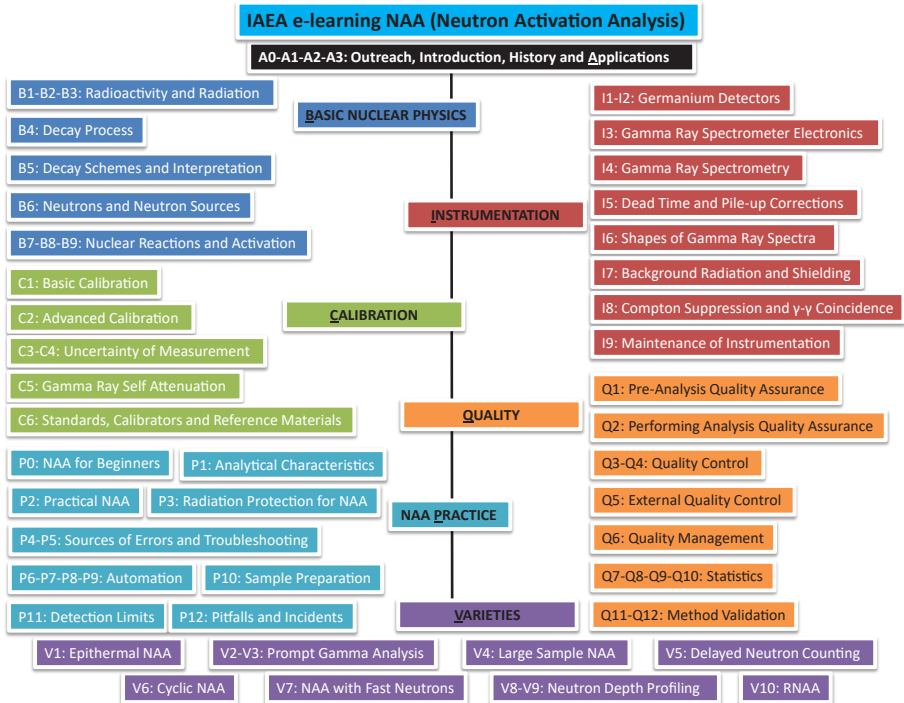 IAEA e-learning NAA (Neutron Activation Analysis)
A0-A1-A2-A3: Outreach, Introduction, History and Applications
B1-B2-B3: Radioactivity and Radiation
B4: Decay Process
B5: Decay Schemes and Interpretation
B6: Neutrons and Neutron Sources
B7-B8-B9: Nuclear Reactions and Activation
BASIC NUCLEAR PHYSICS
I1-I2: Germanium Detectors
I3: Gamma Ray Spectrometer Electronics
I4: Gamma Ray Spectrometry
I5: Dead Time and Pile-up Corrections
I6: Shapes of Gamma Ray Spectra
I7: Background Radiation and Shielding
I8: Compton Suppression and γ-γ Coincidence
I9: Maintenance of Instrumentation
INSTRUMENTATION
C1: Basic Calibration
C2: Advanced Calibration
C3-C4: Uncertainty of Measurement
C5: Gamma Ray Self Attenuation
C6: Standards, Calibrators and Reference Materials
CALIBRATION
QUALITY
Q1: Pre-Analysis Quality Assurance
Q2: Performing Analysis Quality Assurance
Q3-Q4: Quality Control
Q5: External Quality Control
Q6: Quality Management
Q7-Q8-Q9-Q10: Statistics
Q11-Q12: Method Validation
P0: NAA for Beginners
P1: Analytical Characteristics
P2: Practical NAA
P3: Radiation Protection for NAA
P4-P5: Sources of Errors and Troubleshooting
P6-P7-P8-P9: Automation
P10: Sample Preparation
P11: Detection Limits
P12: Pitfalls and Incidents
NAA PRACTICE
VARIETIES
V1: Epithermal NAA
V2-V3: Prompt Gamma Analysis
V4: Large Sample NAA
V5: Delayed Neutron Counting
V6: Cyclic NAA
V7: NAA with Fast Neutrons
V8-V9: Neutron Depth Profiling
V10: RNAA